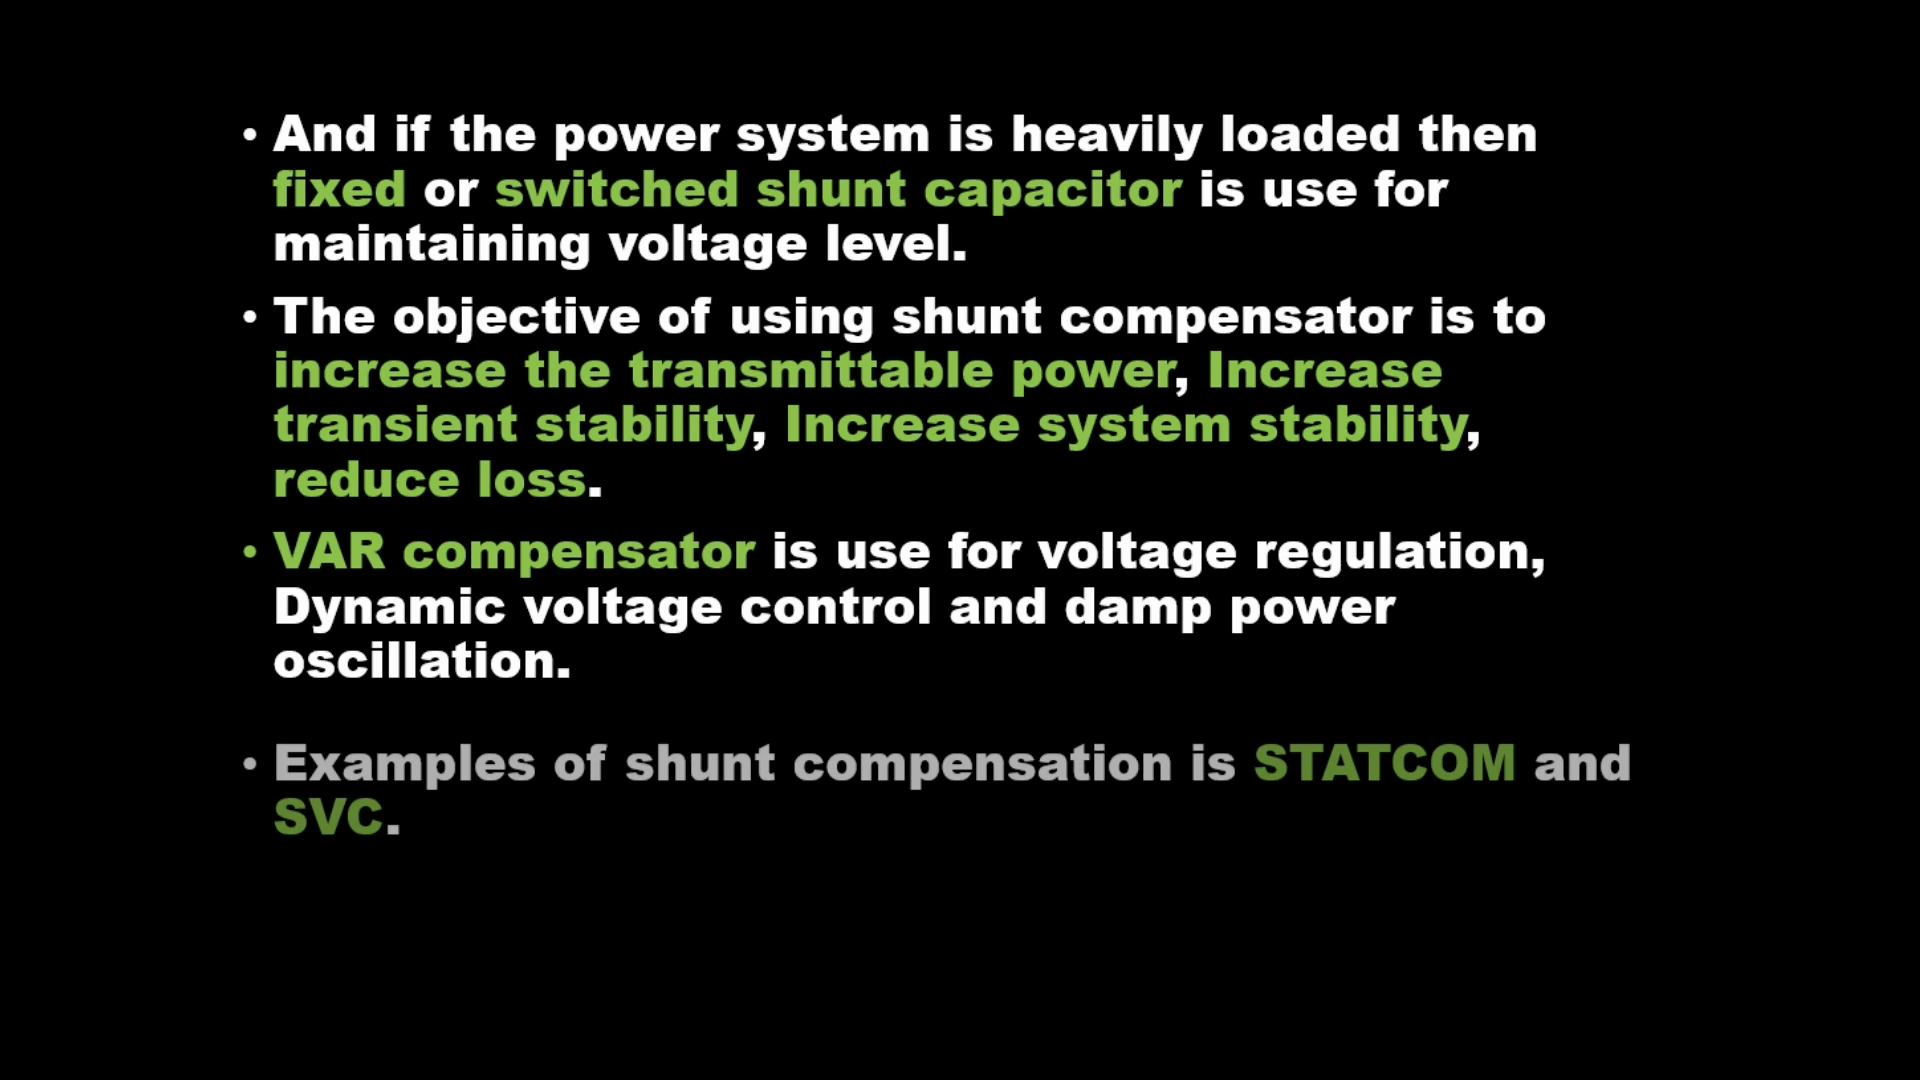 • And if the power system is heavily loaded then
fixed or switched shunt capacitor is use for
maintaining voltage level.
• The objective of using shunt compensator is to
increase the transmittable power, Increase
transient stability, Increase system stability,
reduce loss.
• VAR compensator is use for voltage regulation,
Dynamic voltage control and damp power
oscillation.
• Examples of shunt compensation is STATCOM and
SVC.